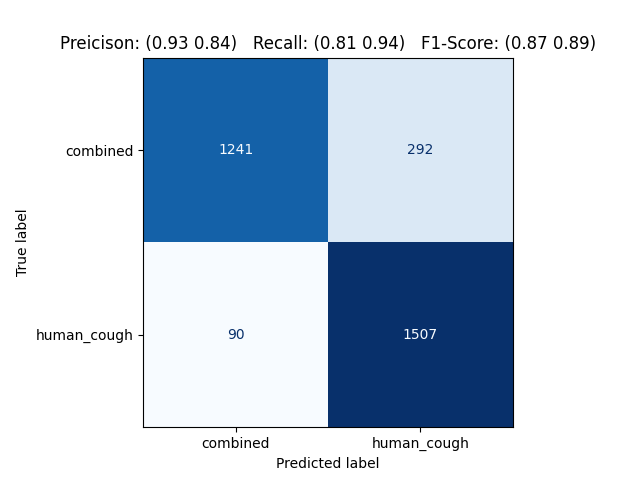 Preicison: (0.93 0.84) Recall: (0.81 0.94) F1-Score: (0.87 0.89)
combined
1241 292
True label
human_cough
90 1507
combined human_cough
Predicted label